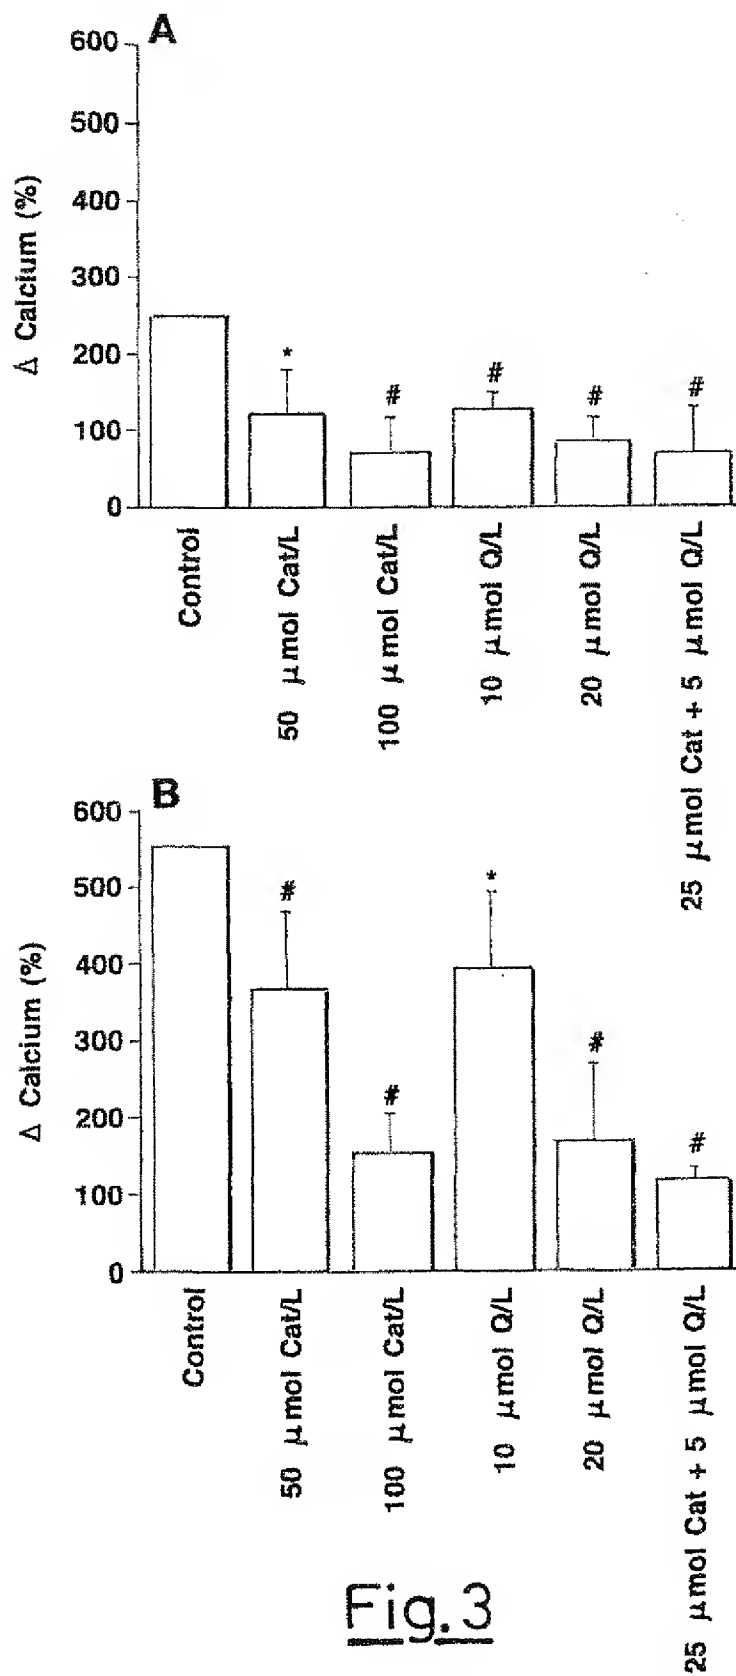 A
600
500
400
300
200
100
0
Δ Calcium (%)
*
#
#
#
#
Control
50 μmol Cat/L
100 μmol Cat/L
10 μmol Q/L
20 μmol Q/L
25 μmol Cat + 5 μmol Q/L
B
600
500
400
300
200
100
0
Δ Calcium (%)
#
#
*
#
#
Control
50 μmol Cat/L
100 μmol Cat/L
10 μmol Q/L
20 μmol Q/L
25 μmol Cat + 5 μmol Q/L
Fig.3